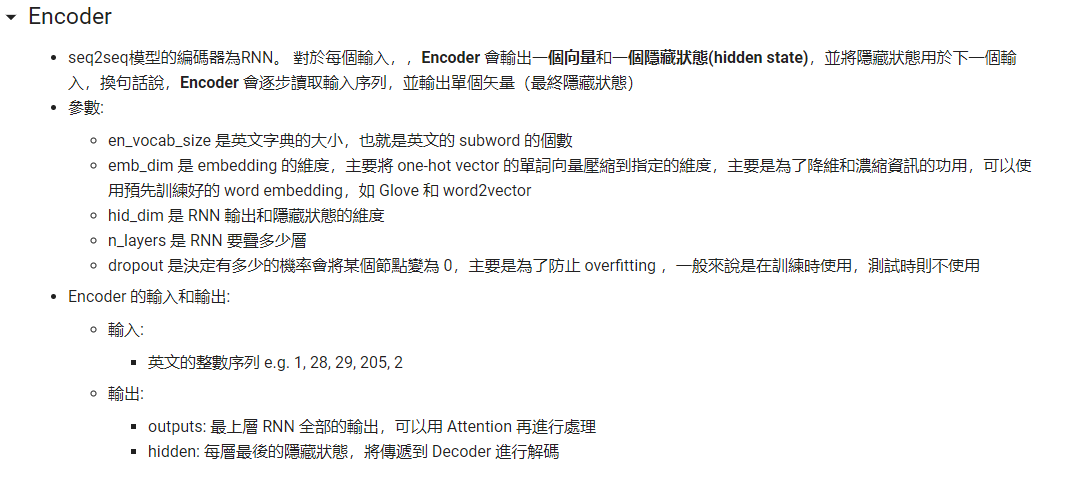 Encoder
seq2seq模型的編碼器為RNN。 對於每個輸入，, Encoder 會輸出一個向量和一個隱藏狀態(hidden state)，並將隱藏狀態用於下一個輸
入，換句話說，Encoder 會逐步讀取輸入序列，並輸出單個矢量（最終隱藏狀態）
參數:
en_vocab_size 是英文字典的大小，也就是英文的 subword 的個數
emb_dim 是 embedding 的維度，主要將 one-hot vector 的單詞向量壓縮到指定的維度，主要是為了降維和濃縮資訊的功用，可以使
用預先訓練好的 word embedding，如 Glove 和 word2vector
hid_dim 是 RNN 輸出和隱藏狀態的維度
n_layers 是 RNN 要疊多少層
dropout 是決定有多少的機率會將某個節點變為 0，主要是為了防止 overfitting ，一般來說是在訓練時使用，測試時則不使用
Encoder 的輸入和輸出:
輸入:
英文的整數序列 e.g. 1, 28, 29, 205, 2
輸出:
outputs: 最上層 RNN 全部的輸出，可以用 Attention 再進行處理
hidden: 每層最後的隱藏狀態，將傳遞到 Decoder 進行解碼